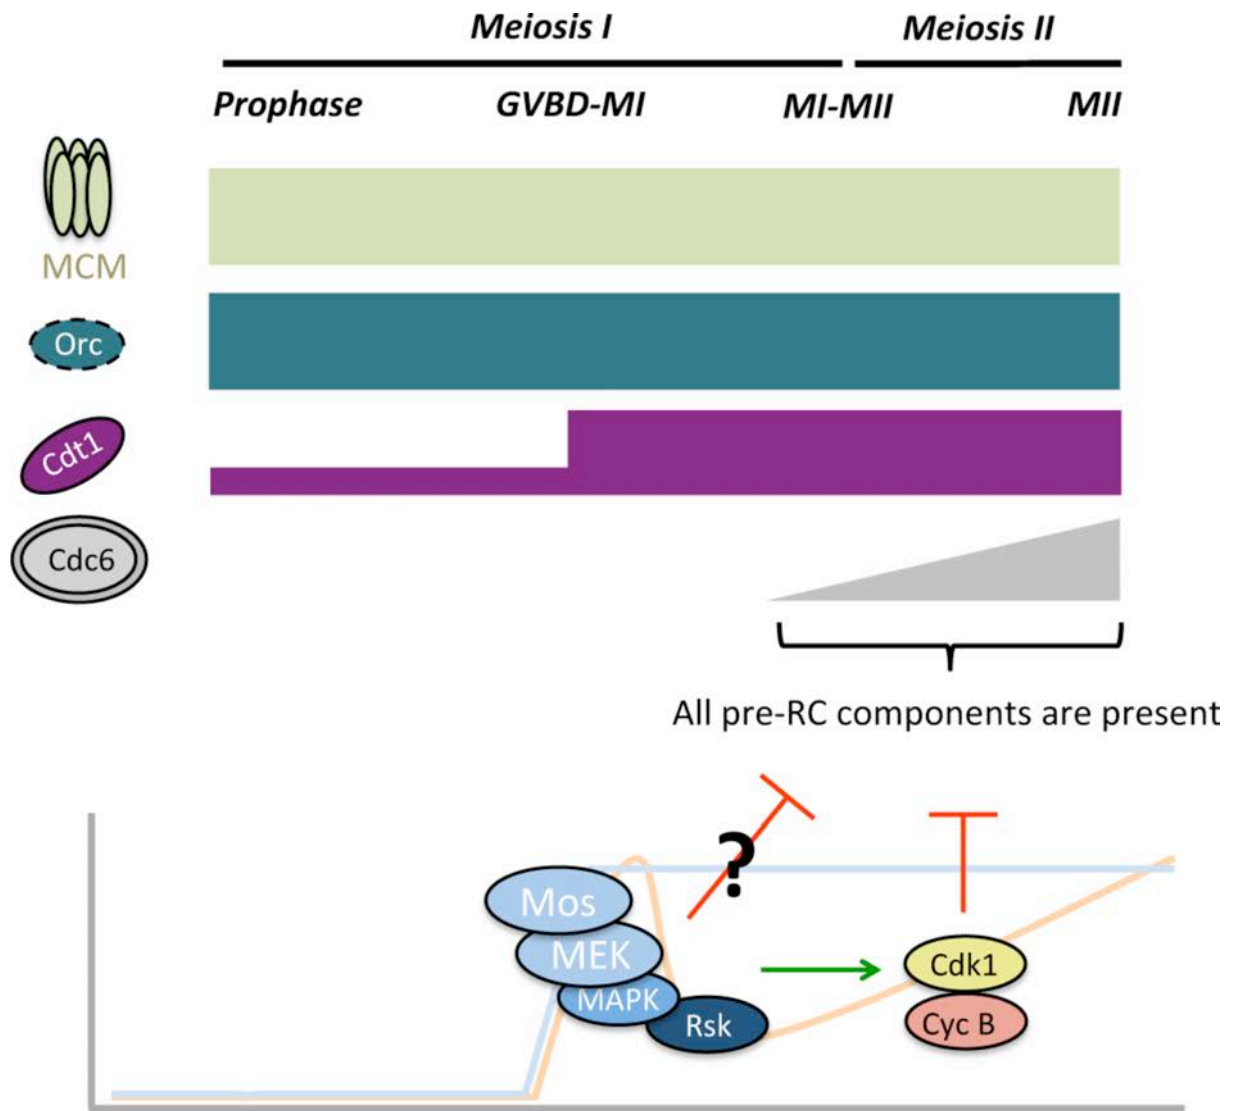 Meiosis I
Meiosis II
Prophase
GVBD-MI
MI-MII
MII
MCM
Orc
Cdt1
Cdc6
All pre-RC components are present
?
Mos
MEK
MAPK
Rsk
Cdk1
Cyc B